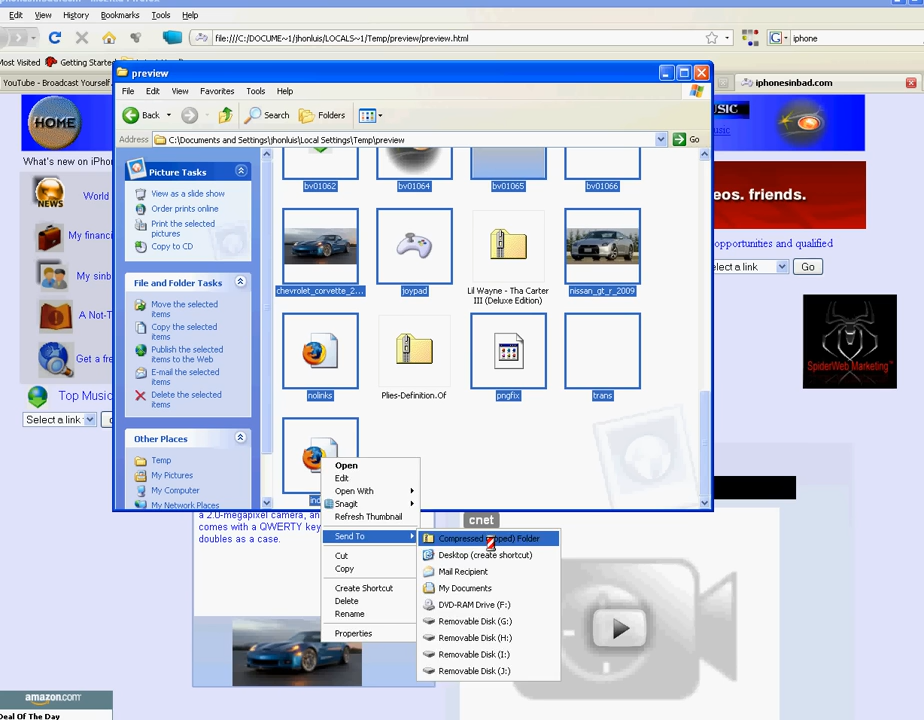 Edit View History Bookmarks Tools Help
file:///C:/DOCUME~1/jhonluis/LOCALS~1/Temp/preview/preview.html
iphone
Most Visited Getting Started
YouTube - Broadcast Yourself.
iphonesinbad.com
HOME
What's new on iPho
NEWS
World
My financi
My sinb
A Not-T
Get a fre
Top Music
Select a link
preview
File Edit View Favorites Tools Help
Back Search Folders
Address C:\Documents and Settings\jhonluis\Local Settings\Temp\preview Go
Picture Tasks
View as a slide show
Order prints online
Print the selected
pictures
Copy to CD
File and Folder Tasks
Move the selected
items
Copy the selected
items
Publish the selected
items to the Web
E-mail the selected
items
Delete the selected
items
Other Places
Temp
My Pictures
My Computer
My Network Places
bv01062 bv01064 bv01065 bv01066
chevrolet_corvette_2... joypad Lil Wayne - Tha Carter
III (Deluxe Edition)
nissan_gt_r_2009
nolinks Plies-Definition.Of pngfix trans
Open
Edit
Open With
Snagit
Refresh Thumbnail
Send To
Cut
Copy
Create Shortcut
Delete
Rename
Properties
Compressed (zipped) Folder
Desktop (create shortcut)
Mail Recipient
My Documents
DVD-RAM Drive (F:)
Removable Disk (G:)
Removable Disk (H:)
Removable Disk (I:)
Removable Disk (J:)
USIC
usic
eos. friends.
opportunities and qualified
elect a link Go
SpiderWeb Marketing
a 2.0-megapixel camera, an
comes with a QWERTY key
doubles as a case.
cnet
amazon.com
Deal Of The Day